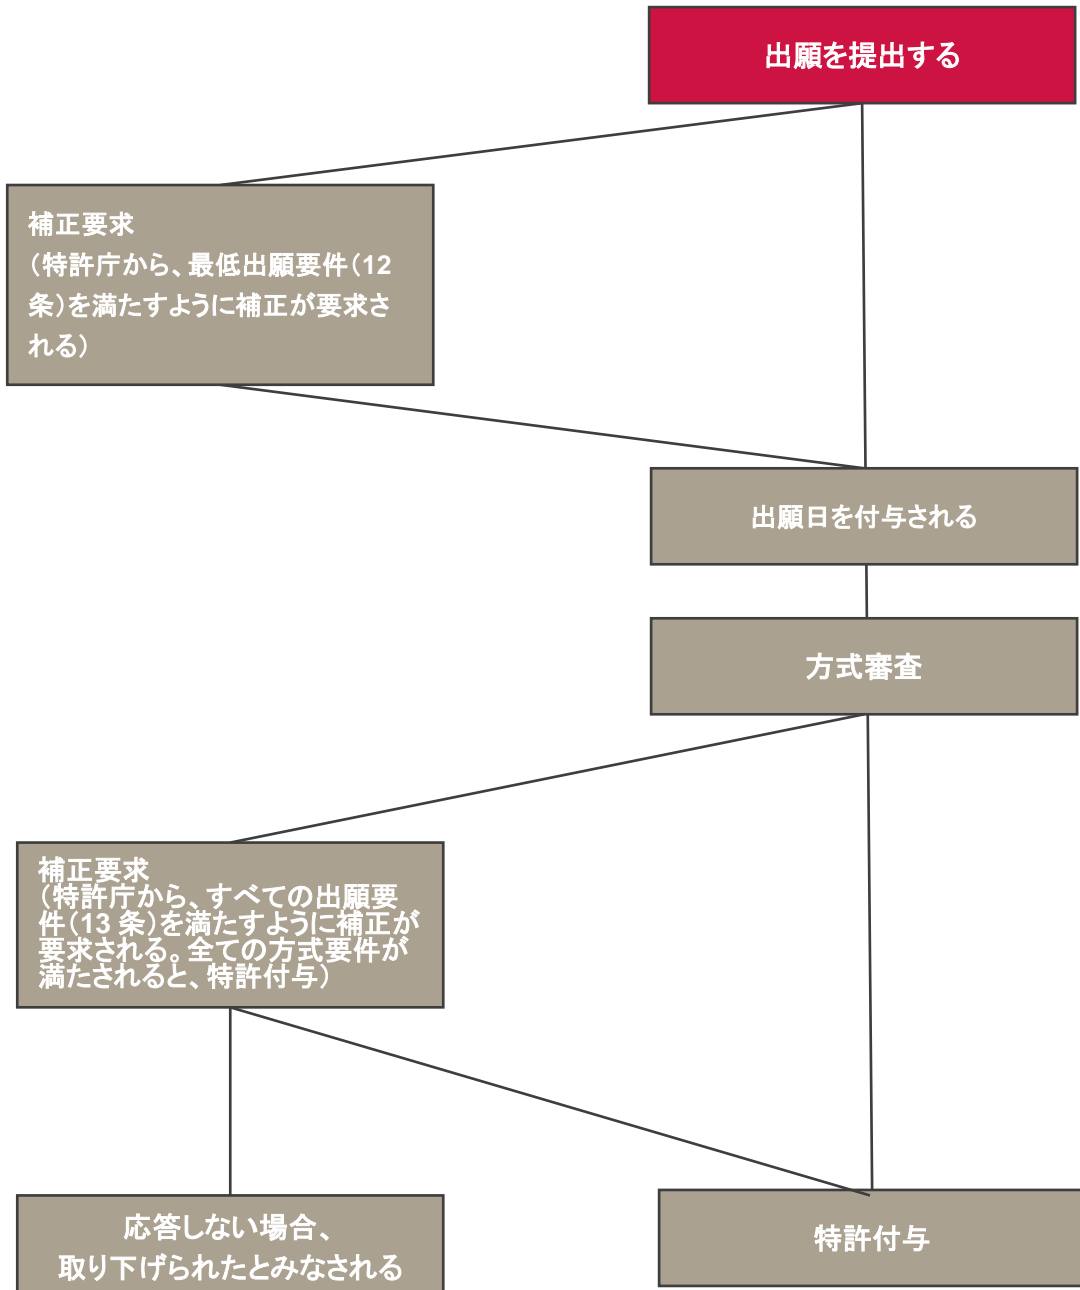 出願を提出する
補正要求
（特許庁から、最低出願要件（12
条）を満たすように補正が要求さ
れる）
出願日を付与される
方式審査
補正要求
（特許庁から、すべての出願要
件（13 条）を満たすように補正が
要求される。全ての方式要件が
満たされると、特許付与）
応答しない場合、
取り下げられたとみなされる
特許付与